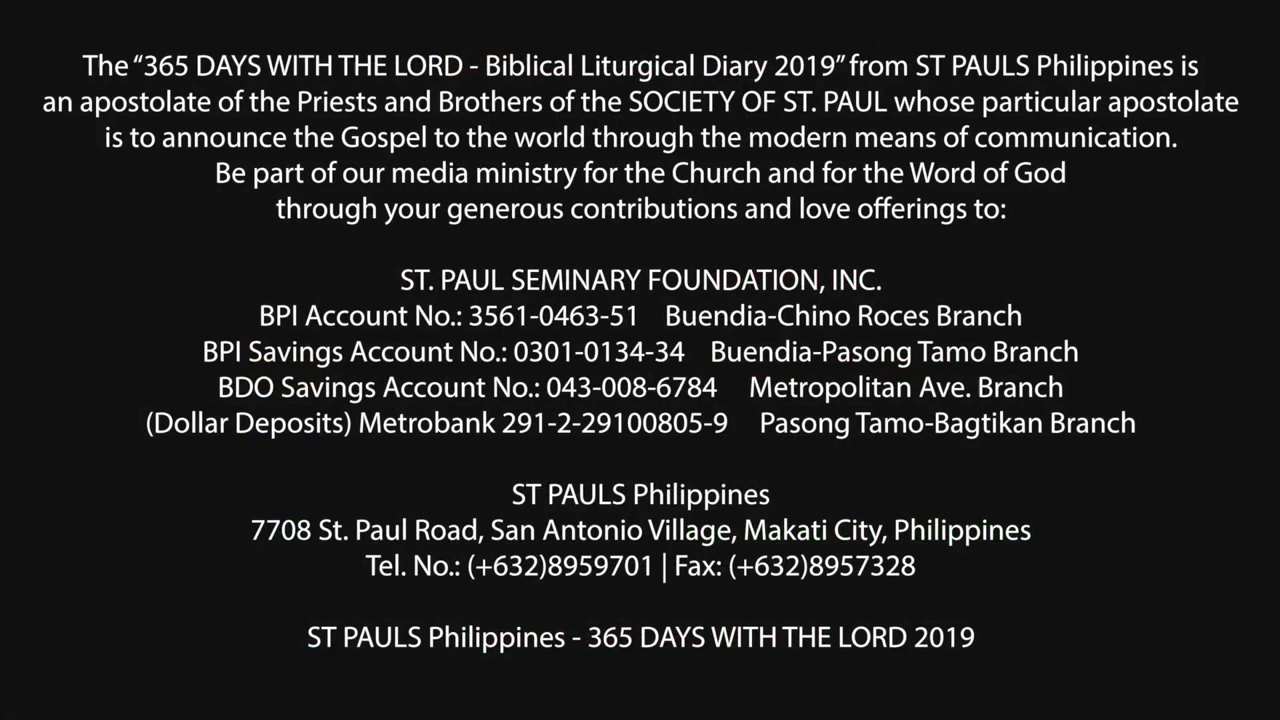 The “365 DAYS WITH THE LORD - Biblical Liturgical Diary 2019” from ST PAULS Philippines is
an apostolate of the Priests and Brothers of the SOCIETY OF ST. PAUL whose particular apostolate
is to announce the Gospel to the world through the modern means of communication.
Be part of our media ministry for the Church and for the Word of God
through your generous contributions and love offerings to:
ST. PAUL SEMINARY FOUNDATION, INC.
BPI Account No.: 3561-0463-51 Buendia-Chino Roces Branch
BPI Savings Account No.: 0301-0134-34 Buendia-Pasong Tamo Branch
BDO Savings Account No.: 043-008-6784 Metropolitan Ave. Branch
(Dollar Deposits) Metrobank 291-2-29100805-9 Pasong Tamo-Bagtikan Branch
ST PAULS Philippines
7708 St. Paul Road, San Antonio Village, Makati City, Philippines
Tel. No.: (+632)8959701 | Fax: (+632)8957328
ST PAULS Philippines - 365 DAYS WITH THE LORD 2019